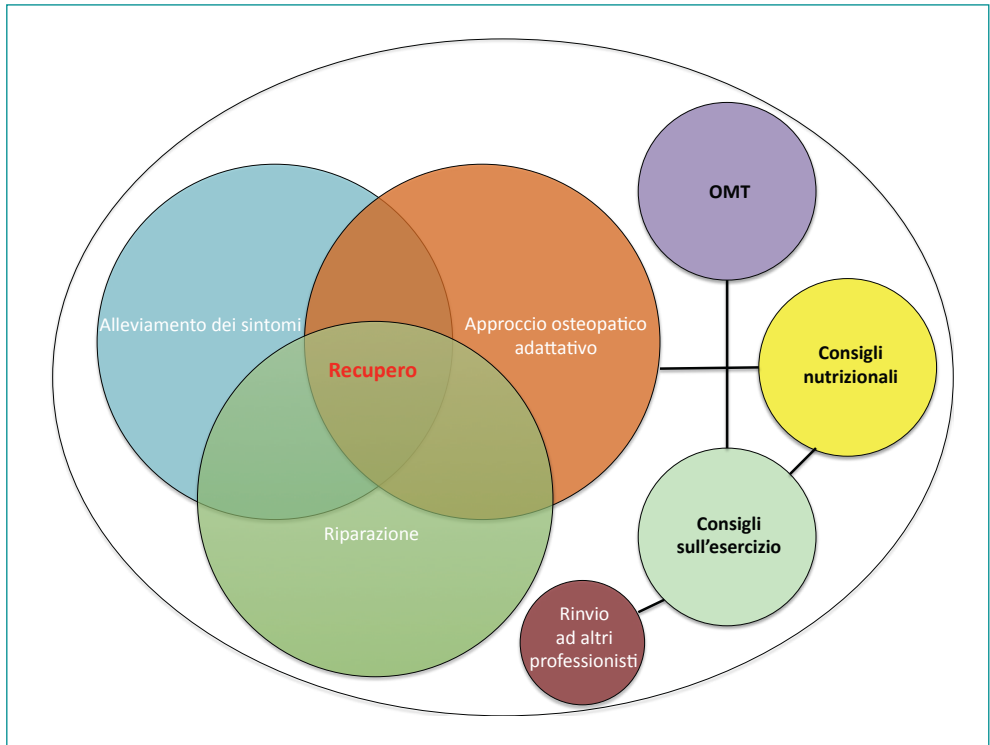 Alleviamento dei sintomi
Approccio osteopatico
adattativo
Recupero
Riparazione
OMT
Consigli
nutrizionali
Consigli
sull'esercizio
Rinvio
ad altri
professionisti